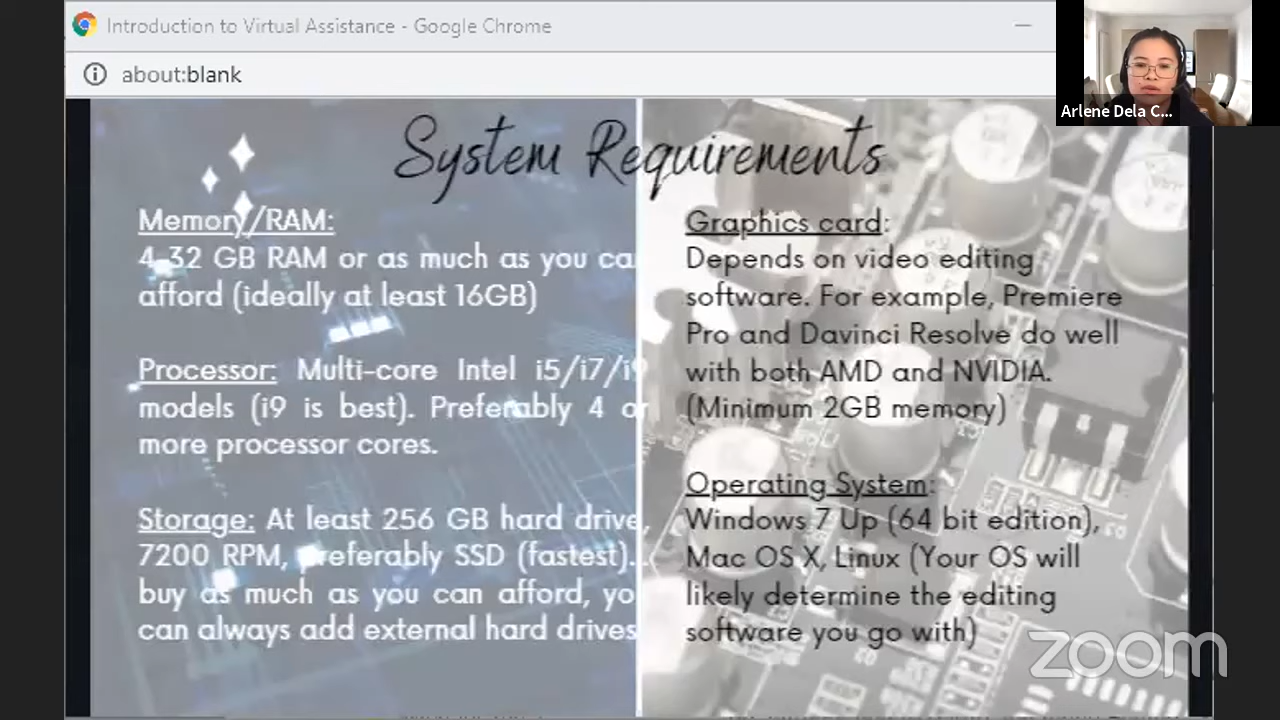 Introduction to Virtual Assistance - Google Chrome
about:blank
Arlene Dela C...
System Requirements
Memory/RAM:
4-32 GB RAM or as much as you ca
afford (ideally at least 16GB)
Processor: Multi-core Intel i5/i7/i9
models (i9 is best). Preferably 4 or
more processor cores.
Storage: At least 256 GB hard drive,
7200 RPM, preferably SSD (fastest).
buy as much as you can afford, yo
can always add external hard drives
Graphics card:
Depends on video editing
software. For example, Premiere
Pro and Davinci Resolve do well
with both AMD and NVIDIA.
(Minimum 2GB memory)
Operating System:
Windows 7 Up (64 bit edition),
Mac OS X, Linux (Your OS will
likely determine the editing
software you go with)
zoom